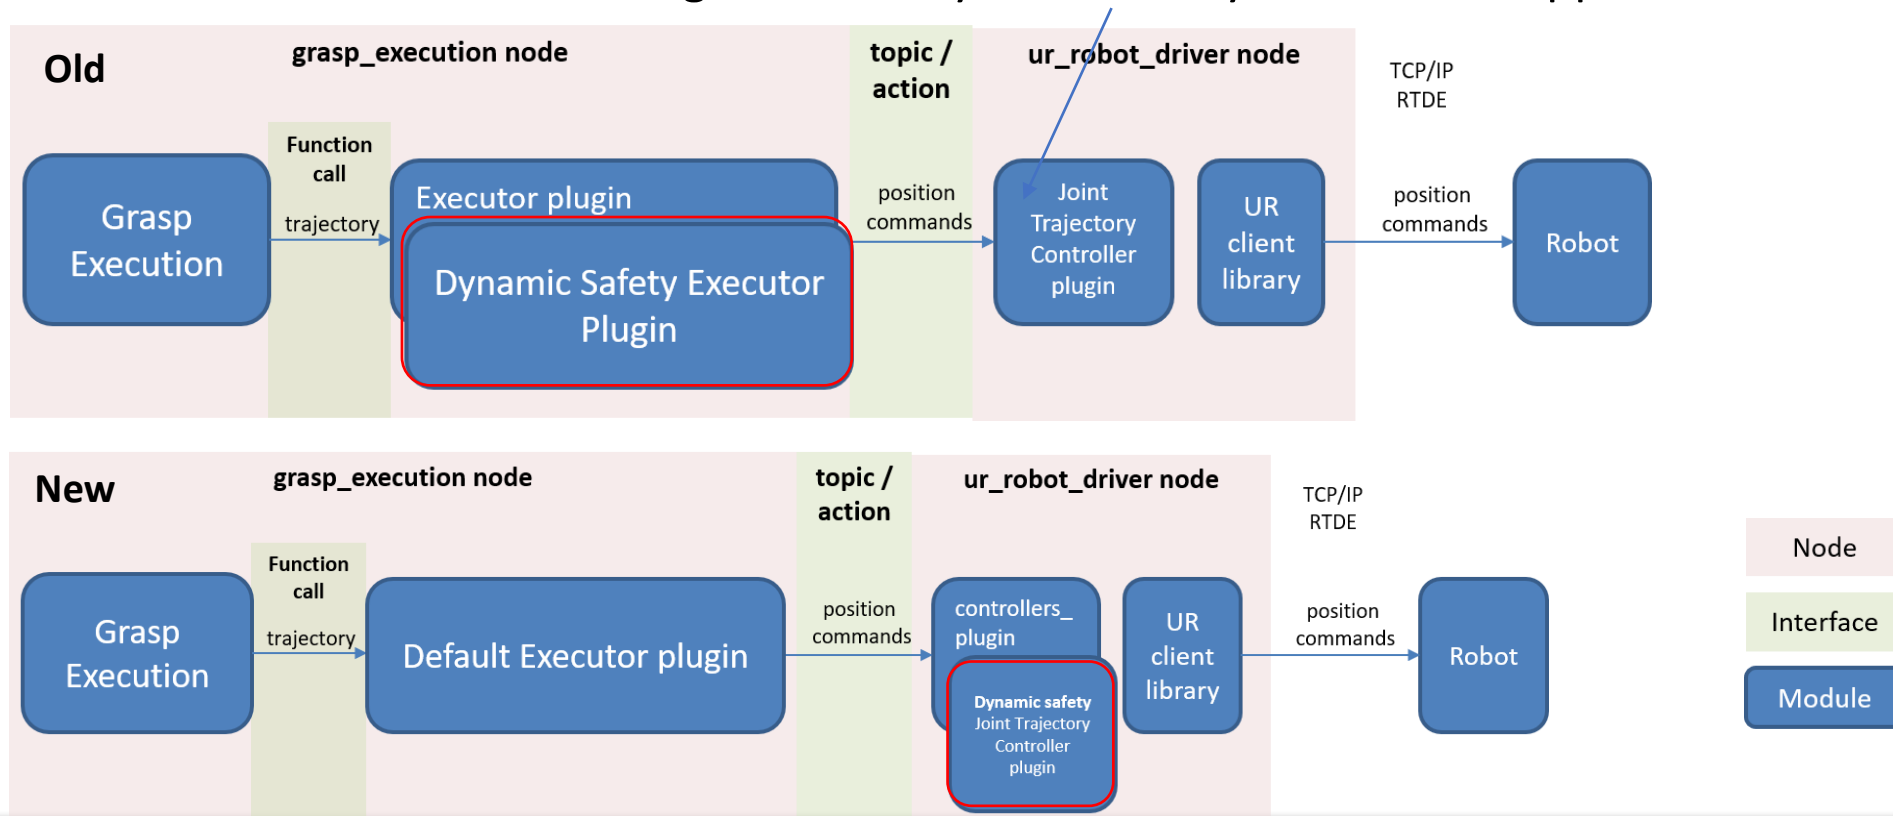 Old
grasp_execution node
topic /
action
ur_robot_driver node
TCP/IP
RTDE
Function
call
trajectory
Grasp
Execution
Executor plugin
Dynamic Safety Executor
Plugin
position
commands
Joint
Trajectory
Controller
plugin
UR
client
library
position
commands
Robot
New
grasp_execution node
topic /
action
ur_robot_driver node
TCP/IP
RTDE
Function
call
trajectory
Grasp
Execution
Default Executor plugin
position
commands
controllers_
plugin
Dynamic safety
Joint Trajectory
Controller
plugin
UR
client
library
position
commands
Robot
Node
Interface
Module